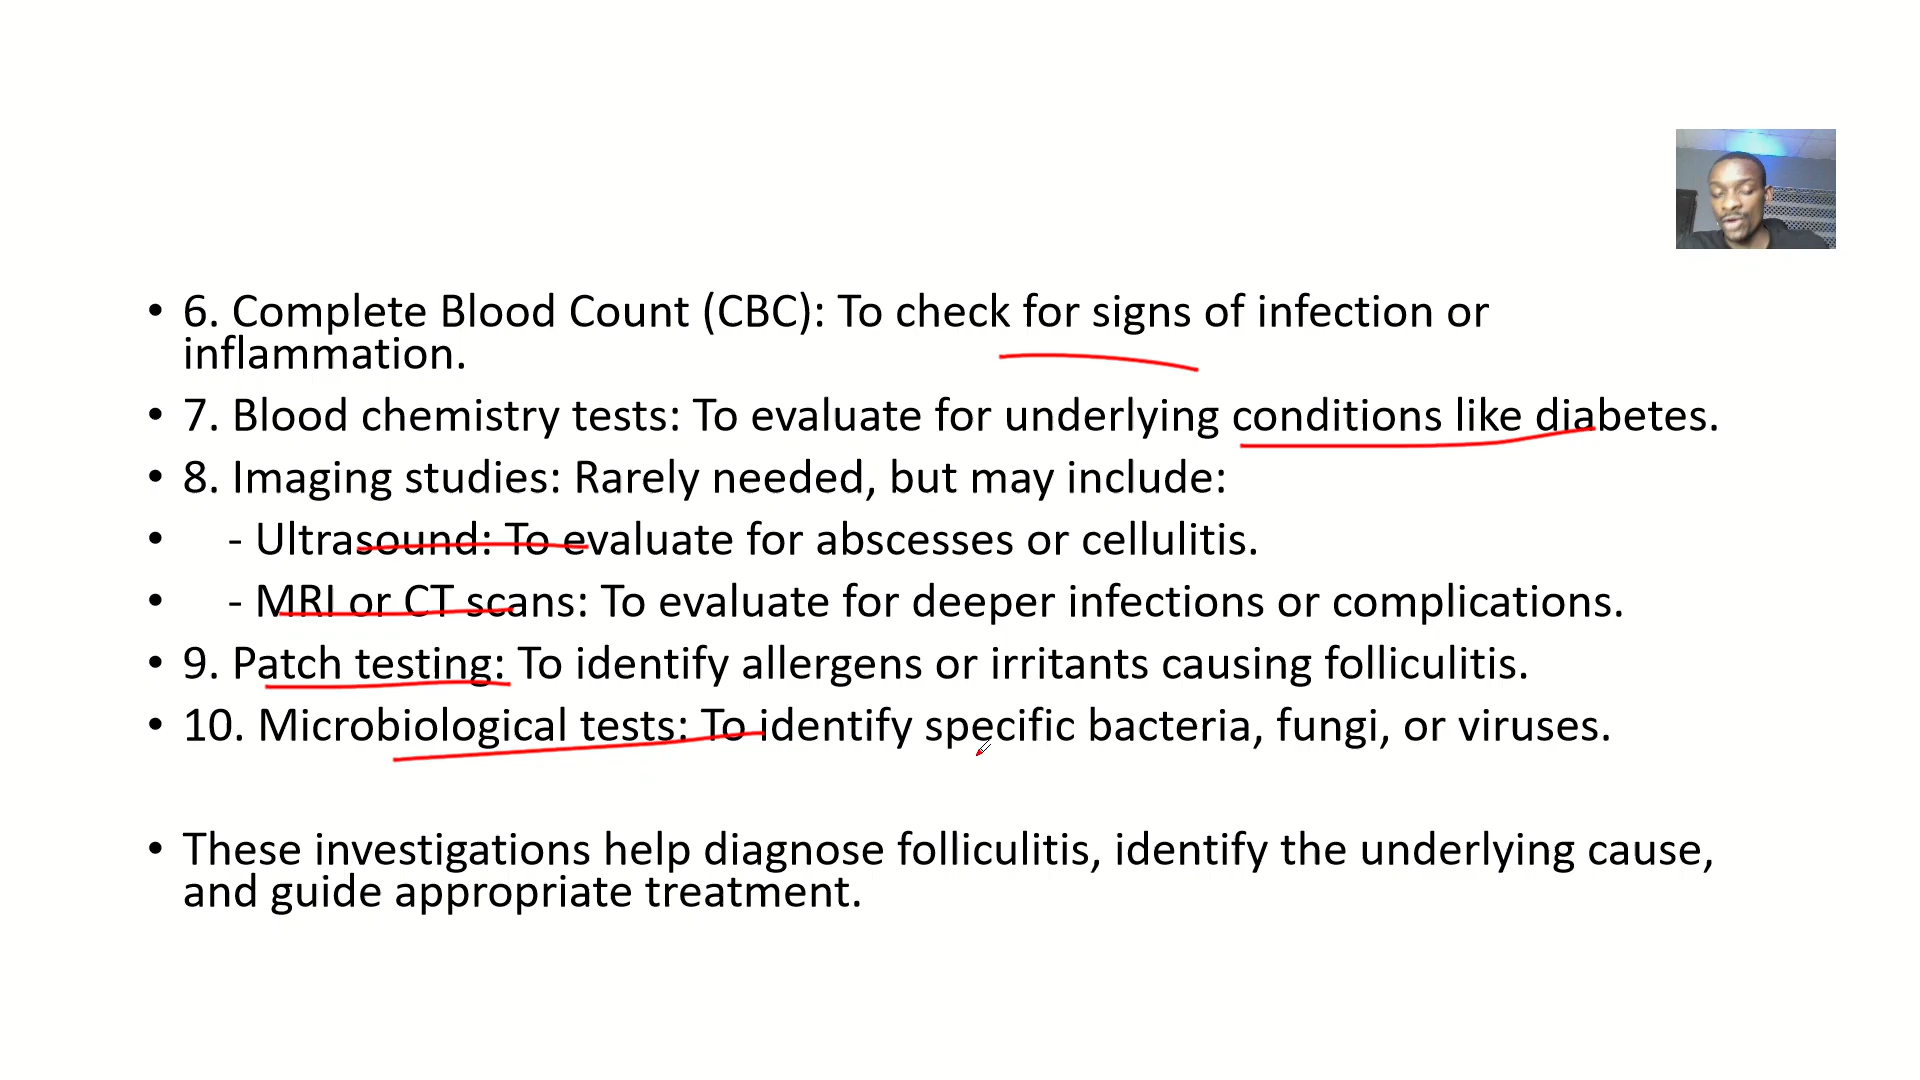 • 6. Complete Blood Count (CBC): To check for signs of infection or
inflammation.
• 7. Blood chemistry tests: To evaluate for underlying conditions like diabetes.
• 8. Imaging studies: Rarely needed, but may include:
• - Ultrasound: To evaluate for abscesses or cellulitis.
• - MRI or CT scans: To evaluate for deeper infections or complications.
• 9. Patch testing: To identify allergens or irritants causing folliculitis.
• 10. Microbiological tests: To identify specific bacteria, fungi, or viruses.
• These investigations help diagnose folliculitis, identify the underlying cause,
and guide appropriate treatment.